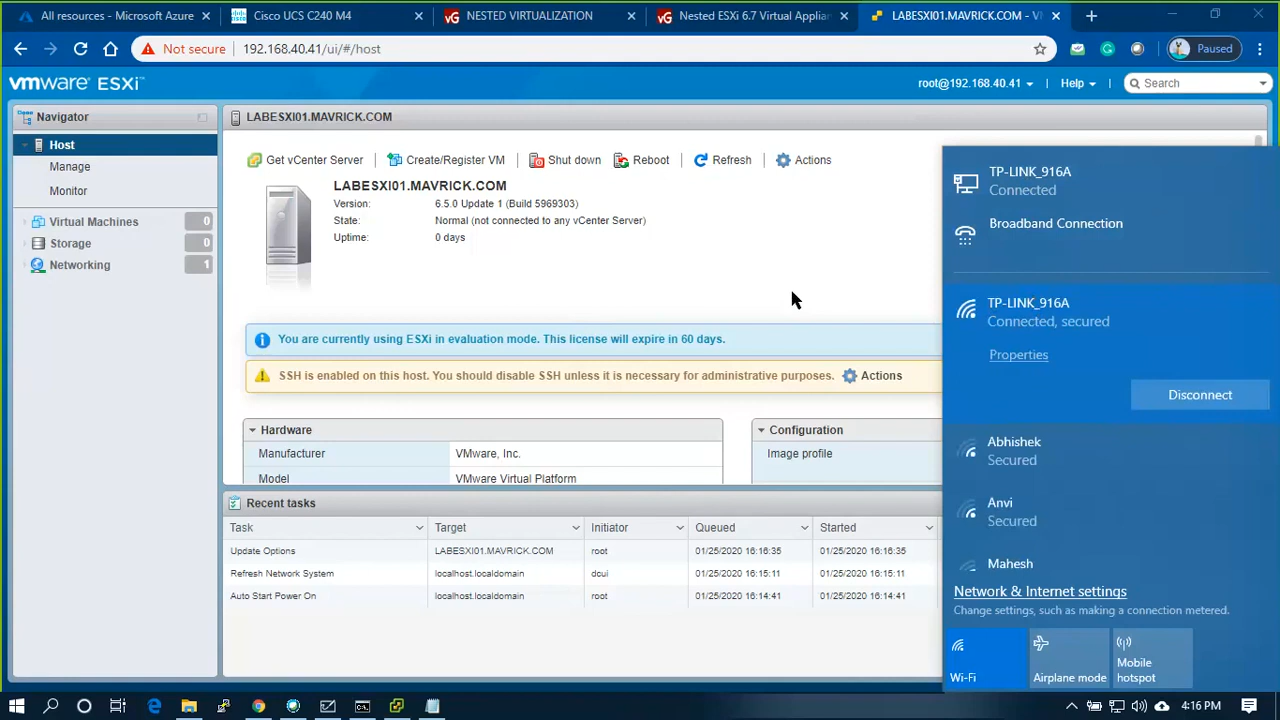 All resources - Microsoft Azure
Cisco UCS C240 M4
NESTED VIRTUALIZATION
Nested ESXi 6.7 Virtual Applian
LABESXI01.MAVRICK.COM - VM
Not secure
192.168.40.41/ui/#/host
Paused
vmware ESXi
root@192.168.40.41
Help
Search
Navigator
Host
Manage
Monitor
Virtual Machines
0
Storage
0
Networking
1
LABESXI01.MAVRICK.COM
Get vCenter Server
Create/Register VM
Shut down
Reboot
Refresh
Actions
LABESXI01.MAVRICK.COM
Version: 6.5.0 Update 1 (Build 5969303)
State: Normal (not connected to any vCenter Server)
Uptime: 0 days
You are currently using ESXi in evaluation mode. This license will expire in 60 days.
SSH is enabled on this host. You should disable SSH unless it is necessary for administrative purposes. Actions
Hardware
Manufacturer VMware, Inc.
Model VMware Virtual Platform
Configuration
Image profile
Recent tasks
Task Target Initiator Queued Started
Update Options LABESXI01.MAVRICK.COM root 01/25/2020 16:16:35 01/25/2020 16:16:35
Refresh Network System localhost.localdomain dcui 01/25/2020 16:15:11 01/25/2020 16:15:11
Auto Start Power On localhost.localdomain root 01/25/2020 16:14:41 01/25/2020 16:14:41
TP-LINK_916A
Connected
Broadband Connection
TP-LINK_916A
Connected, secured
Properties
Disconnect
Abhishek
Secured
Anvi
Secured
Mahesh
Network & Internet settings
Change settings, such as making a connection metered.
Wi-Fi
Airplane mode
Mobile
hotspot
4:16 PM